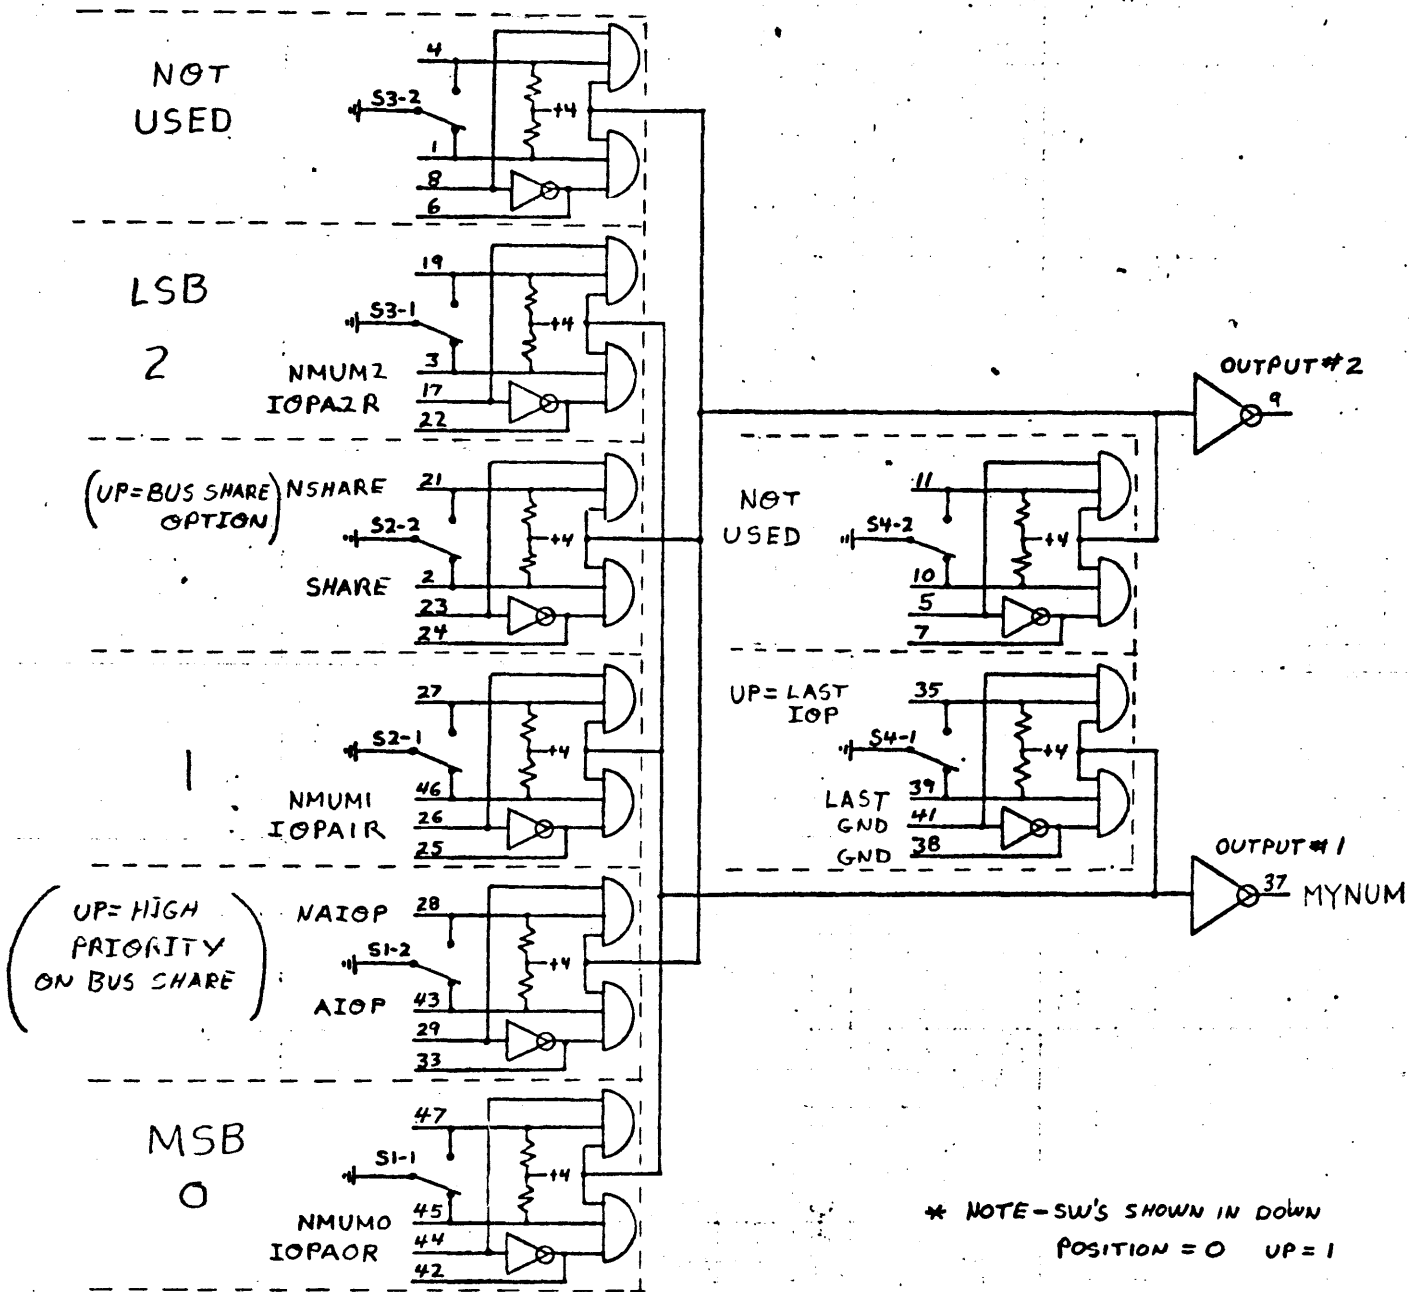 NOT
USED
4
S3-2
+4
1
8
6
LSB
2
19
S3-1
+4
NMUM2 3
IOPA2R 17
22
(UP=BUS SHARE
OPTION)
NSHARE 21
S2-2
+4
SHARE 2
23
24
1
27
S2-1
+4
NMUM1 46
IOPA1R 26
25
(UP=HIGH
PRIORITY
ON BUS SHARE)
NAIOP 28
S1-2
+4
AIOP 43
29
33
MSB
0
47
S1-1
+4
NMUM0 45
IOPA0R 44
42
OUTPUT #2
9
NOT
USED
11
S4-2
+4
10
5
7
UP=LAST
IOP
35
S4-1
+4
LAST 39
GND 41
GND 38
OUTPUT #1
37 MYNUM
* NOTE-SW'S SHOWN IN DOWN
POSITION = 0 UP = 1